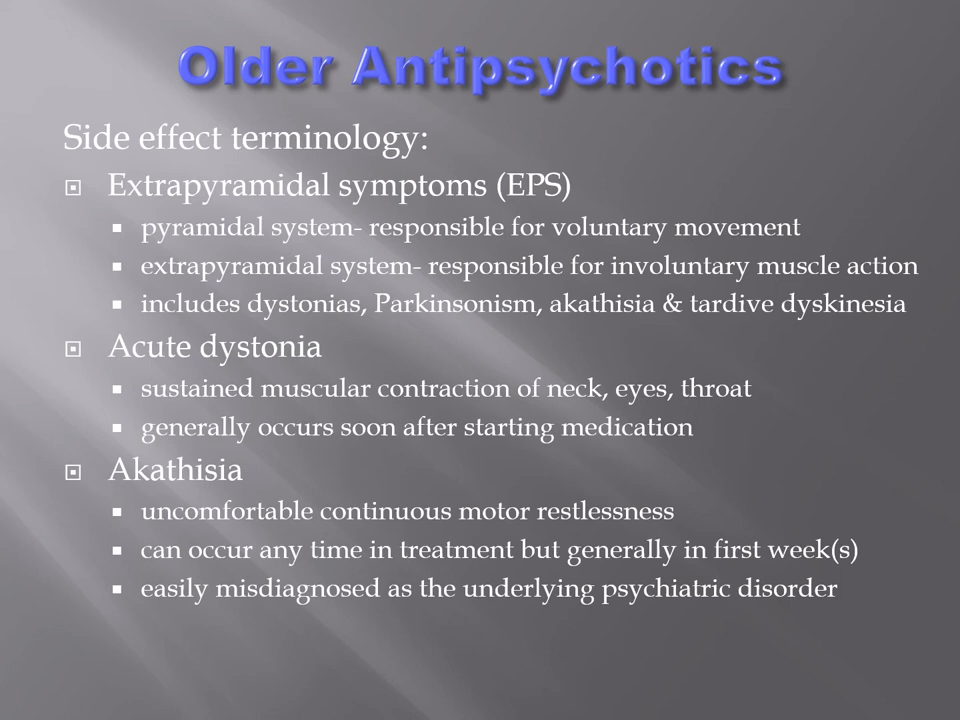 Older Antipsychotics
Side effect terminology:
Extrapyramidal symptoms (EPS)
pyramidal system- responsible for voluntary movement
extrapyramidal system- responsible for involuntary muscle action
includes dystonias, Parkinsonism, akathisia & tardive dyskinesia
Acute dystonia
sustained muscular contraction of neck, eyes, throat
generally occurs soon after starting medication
Akathisia
uncomfortable continuous motor restlessness
can occur any time in treatment but generally in first week(s)
easily misdiagnosed as the underlying psychiatric disorder